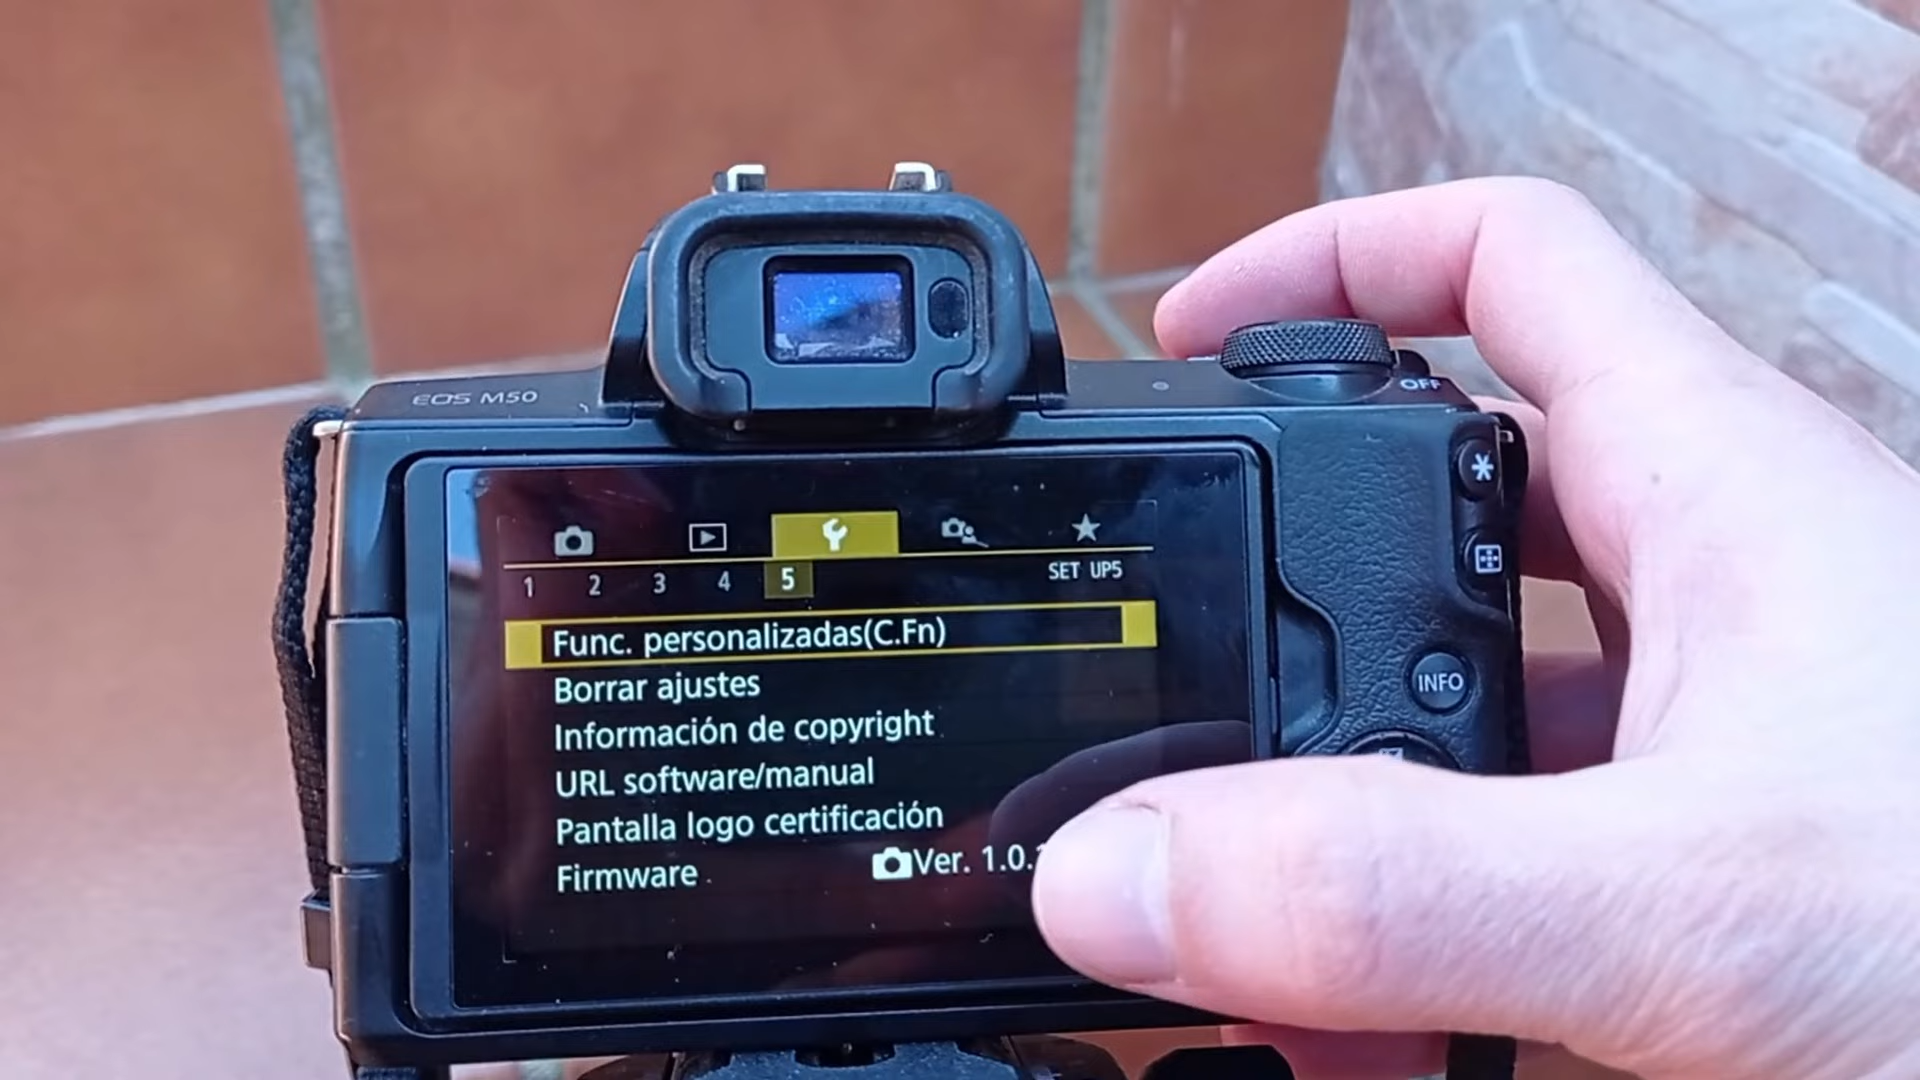 EOS M50
OFF
1 2 3 4 5 SET UP5
Func. personalizadas(C.Fn)
Borrar ajustes
Información de copyright
URL software/manual
Pantalla logo certificación
Firmware Ver. 1.0.
INFO